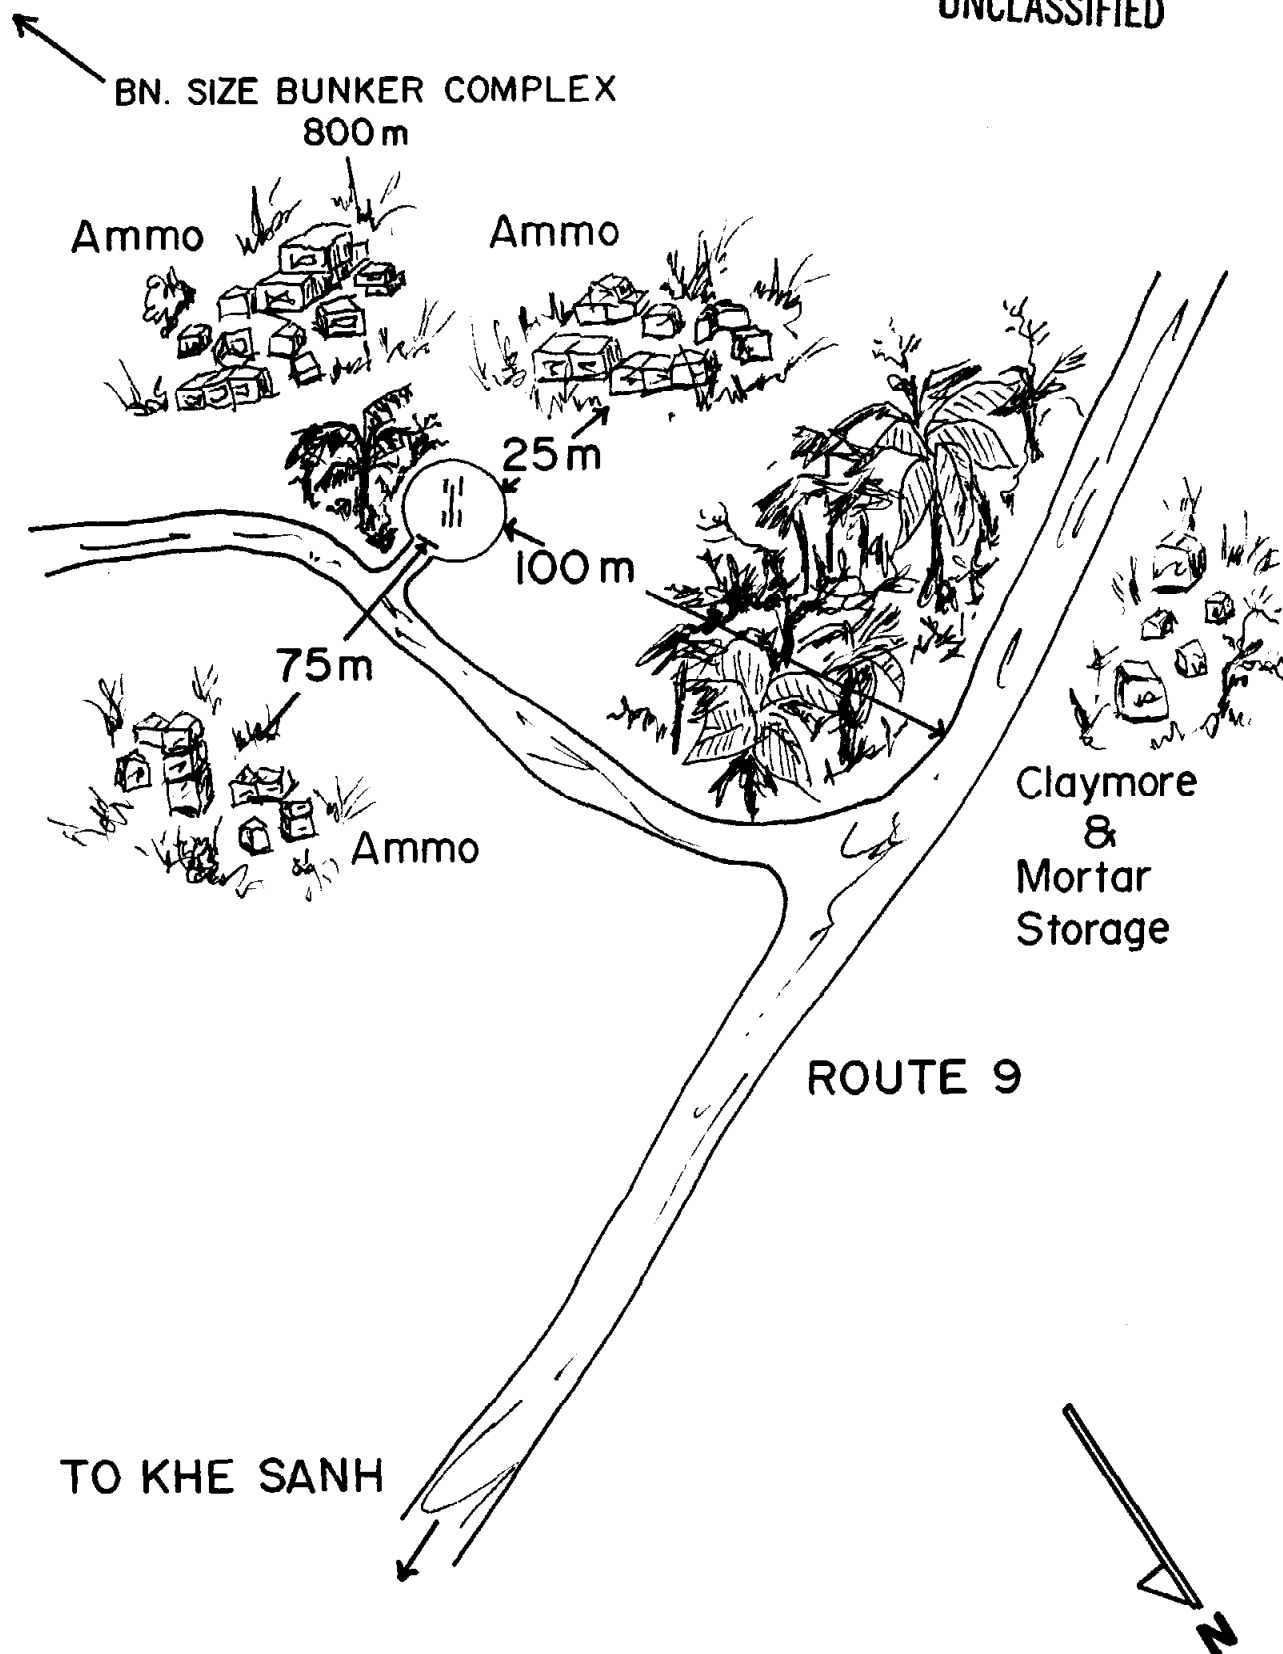 UNCLASSIFIED
BN. SIZE BUNKER COMPLEX
800m
Ammo
Ammo
25m
100m
75m
Ammo
Claymore
&
Mortar
Storage
ROUTE 9
TO KHE SANH
N